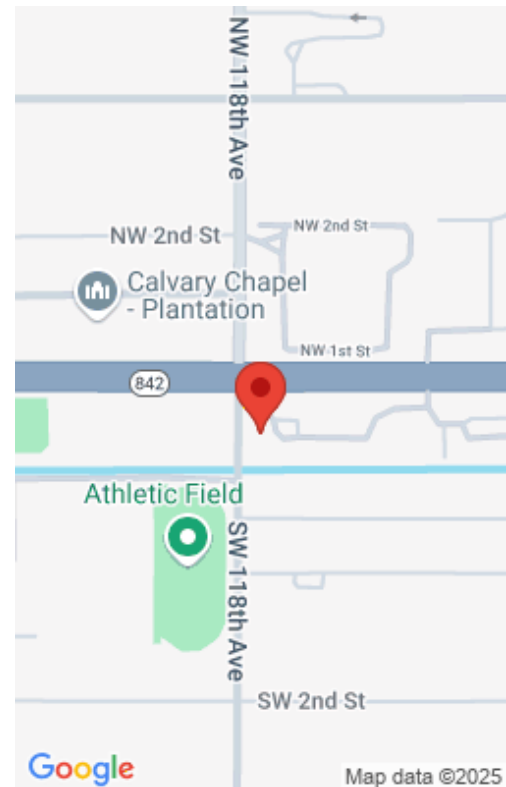 NW 118th Ave
NW 2nd St
NW 2nd St
Calvary Chapel
- Plantation
NW 1st St
842
Athletic Field
SW 118th Ave
SW 2nd St
Google
Map data ©2025